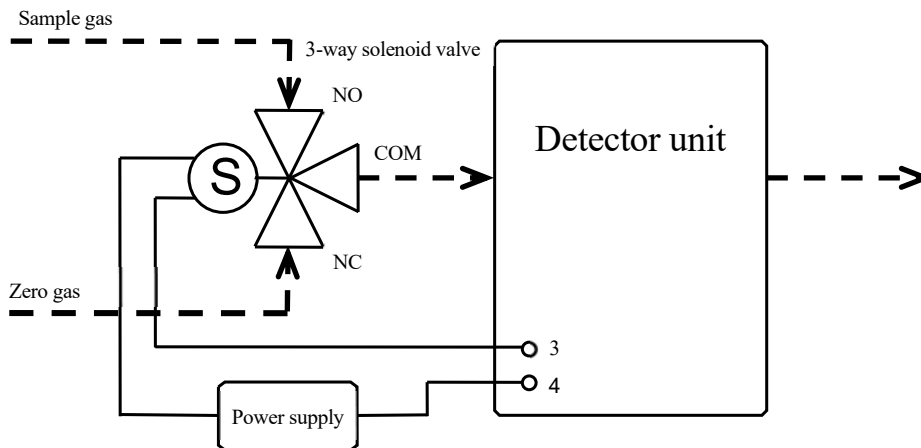 Sample gas
3-way solenoid valve
NO
Detector unit
COM
S
NC
Zero gas
3
4
Power supply